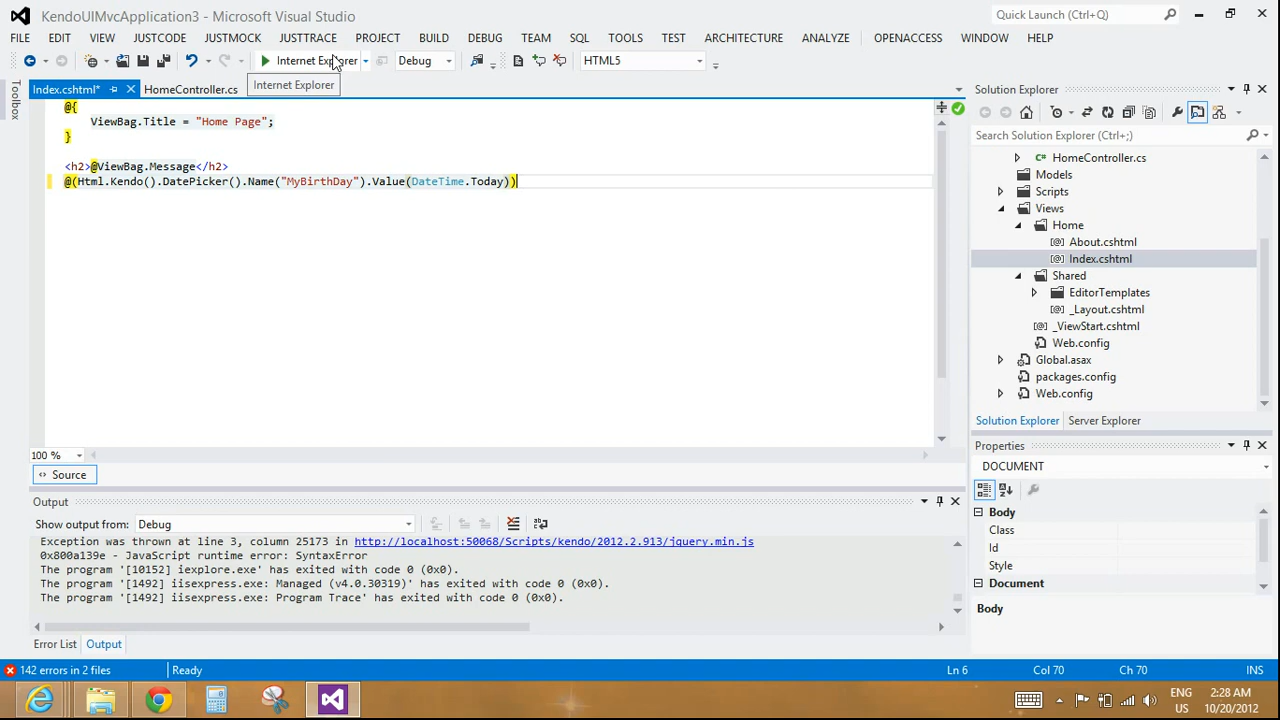 KendoUIMvcApplication3 - Microsoft Visual Studio
Quick Launch (Ctrl+Q)
FILE EDIT VIEW JUSTCODE JUSTMOCK JUSTTRACE PROJECT BUILD DEBUG TEAM SQL TOOLS TEST ARCHITECTURE ANALYZE OPENACCESS WINDOW HELP
Internet Explorer Debug HTML5
Internet Explorer
Toolbox
Index.cshtml* HomeController.cs
@{
ViewBag.Title = "Home Page";
}
<h2>@ViewBag.Message</h2>
@(Html.Kendo().DatePicker().Name("MyBirthDay").Value(DateTime.Today))
100 %
Source
Solution Explorer
Search Solution Explorer (Ctrl+;)
HomeController.cs
Models
Scripts
Views
Home
About.cshtml
Index.cshtml
Shared
EditorTemplates
_Layout.cshtml
_ViewStart.cshtml
Web.config
Global.asax
packages.config
Web.config
Solution Explorer Server Explorer
Properties
DOCUMENT
Body
Class
Id
Style
Document
Body
Output
Show output from: Debug
Exception was thrown at line 3, column 25173 in http://localhost:50068/Scripts/kendo/2012.2.913/jquery.min.js
0x800a139e - JavaScript runtime error: SyntaxError
The program '[10152] iexplore.exe' has exited with code 0 (0x0).
The program '[1492] iisexpress.exe: Managed (v4.0.30319)' has exited with code 0 (0x0).
The program '[1492] iisexpress.exe: Program Trace' has exited with code 0 (0x0).
Error List Output
142 errors in 2 files Ready Ln 6 Col 70 Ch 70 INS
ENG
US
2:28 AM
10/20/2012